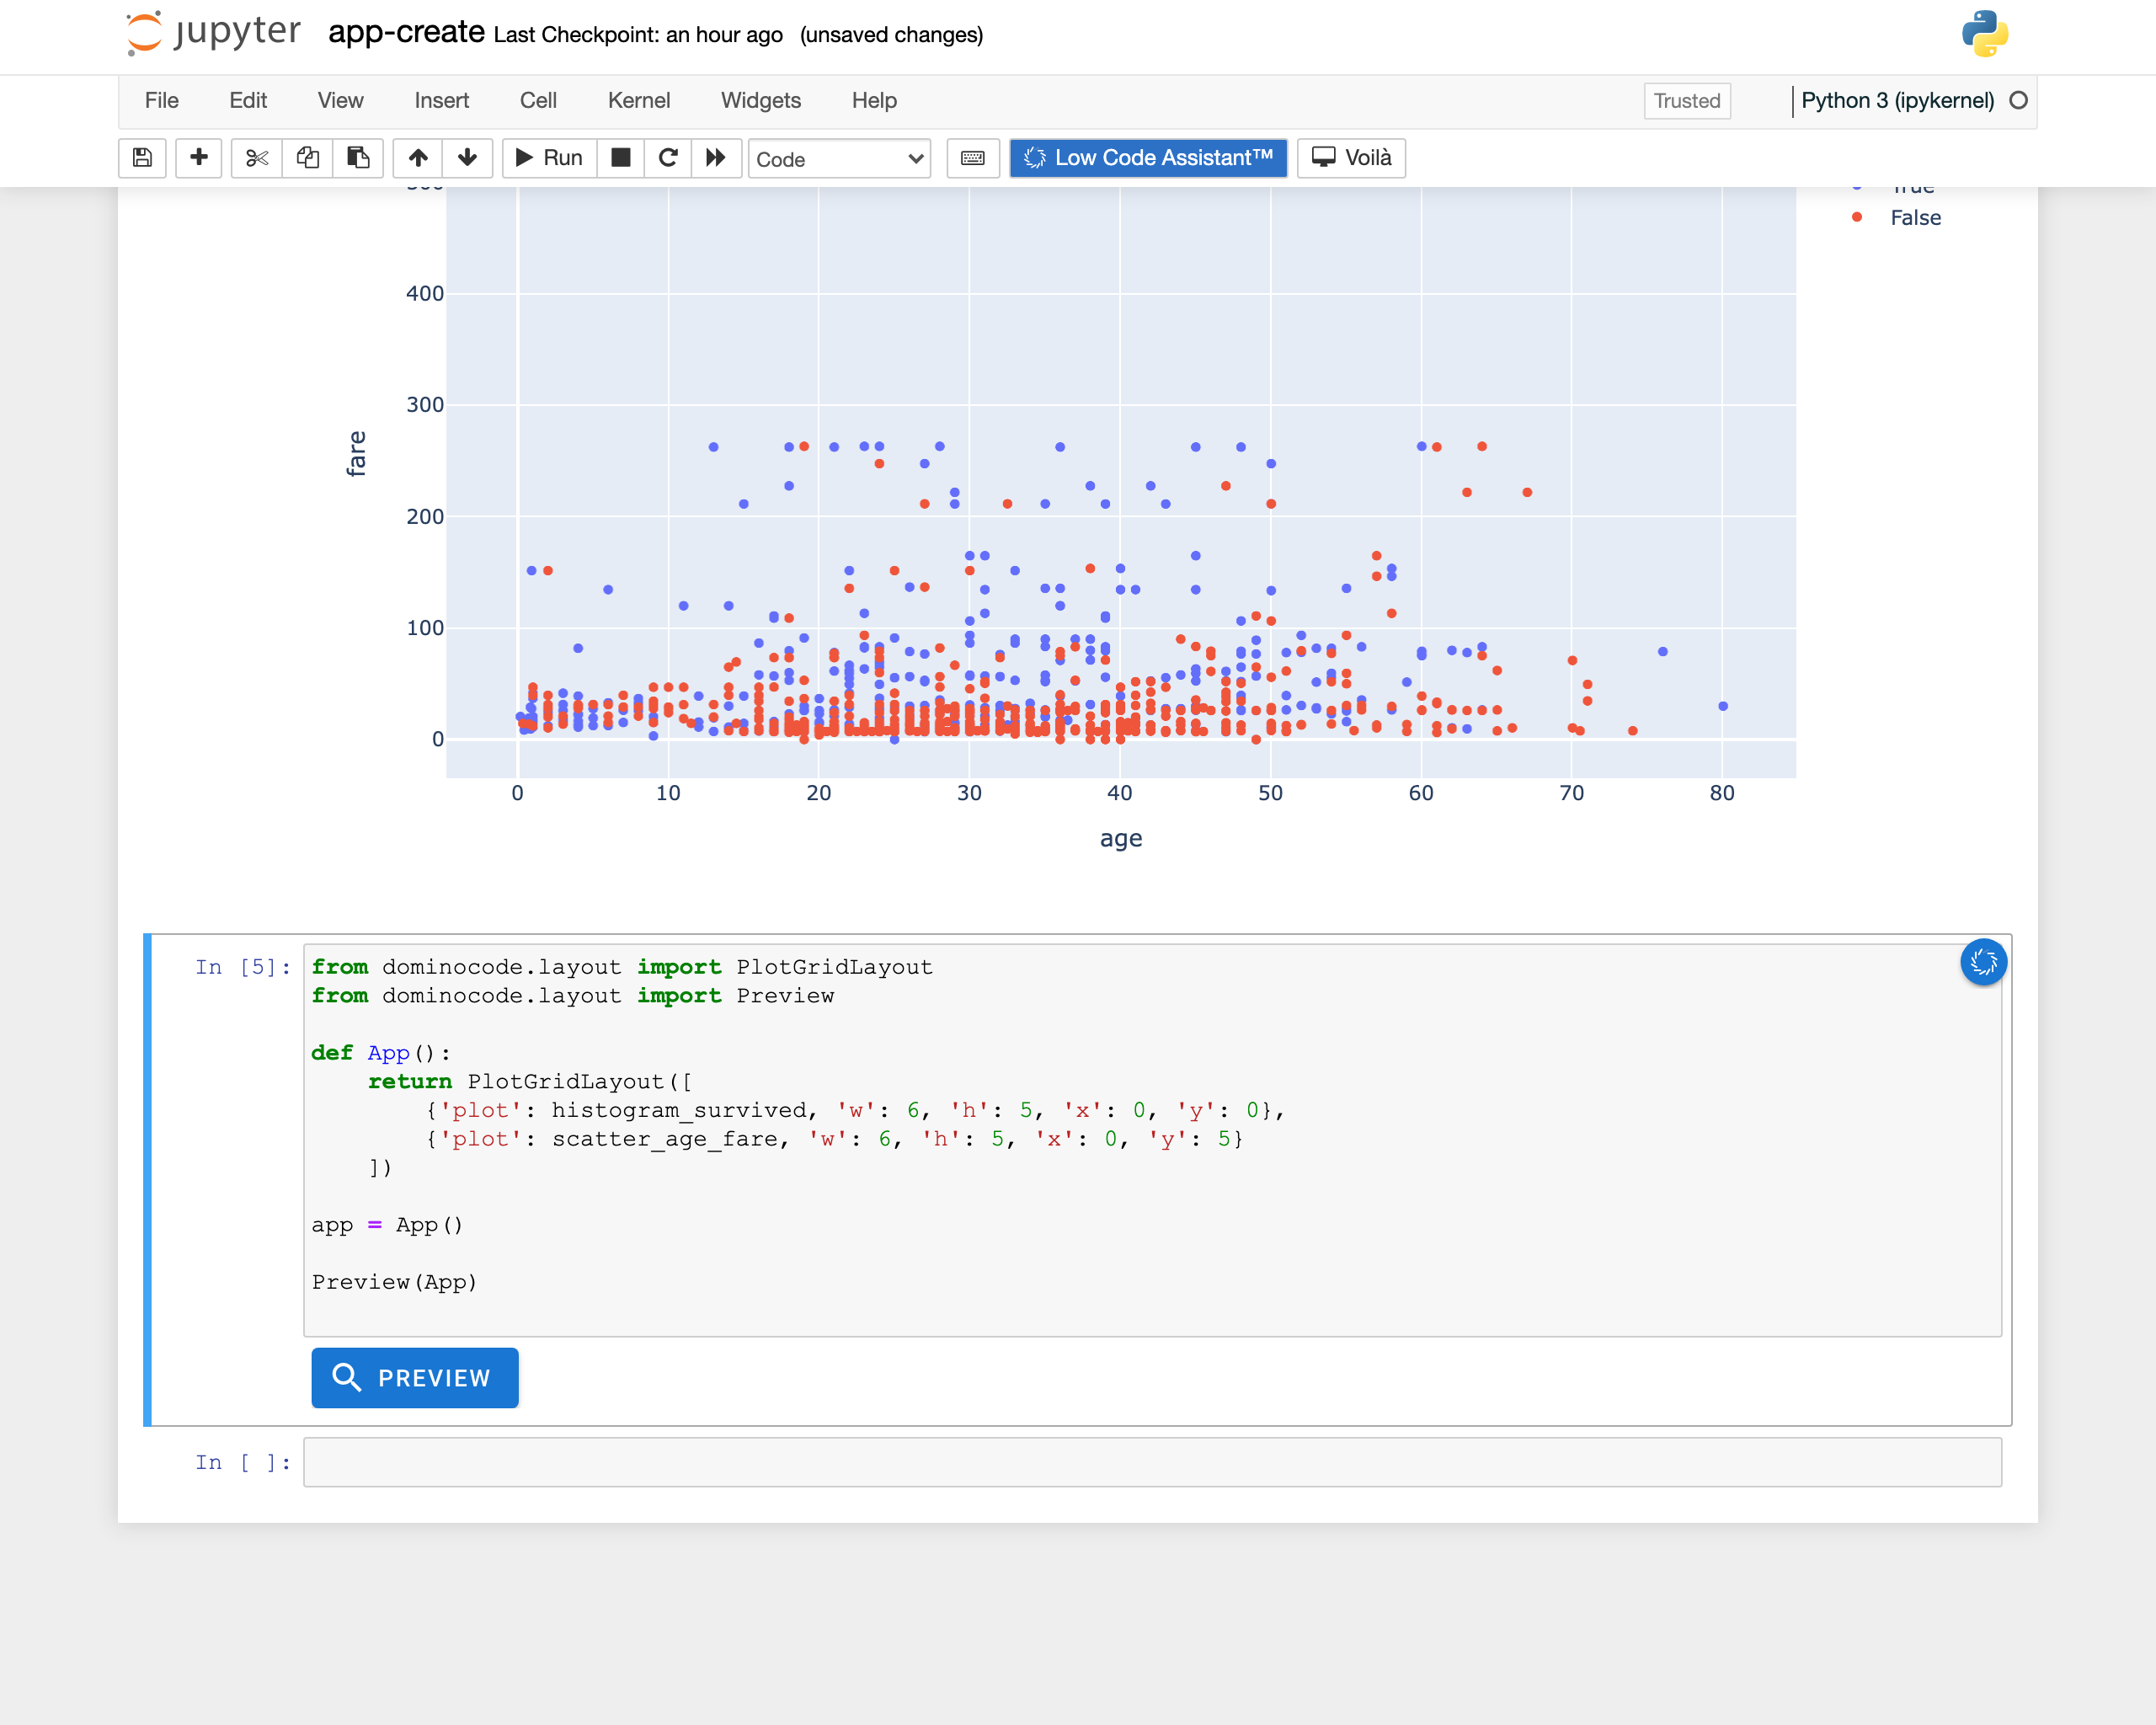 jupyter app-create Last Checkpoint: an hour ago (unsaved changes)
File Edit View Insert Cell Kernel Widgets Help Trusted Python 3 (ipykernel)
Run Code Low Code Assistant™ Voilà
True
False
400
300
200
100
0
fare
0 10 20 30 40 50 60 70 80
age
In [5]:
from dominocode.layout import PlotGridLayout
from dominocode.layout import Preview
def App():
return PlotGridLayout([
{'plot': histogram_survived, 'w': 6, 'h': 5, 'x': 0, 'y': 0},
{'plot': scatter_age_fare, 'w': 6, 'h': 5, 'x': 0, 'y': 5}
])
app = App()
Preview(App)
PREVIEW
In [ ]: